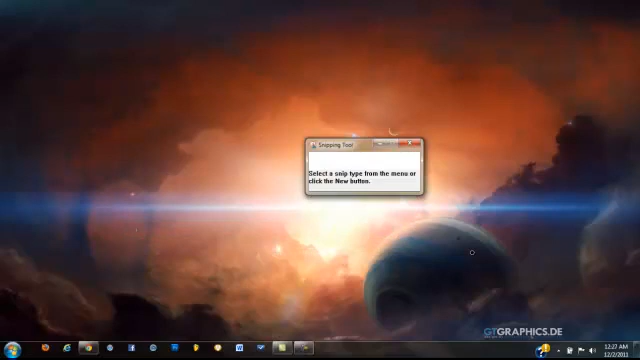 Snipping Tool
Select a snip type from the menu or
click the New button.
GTGRAPHICS.DE
12:27 AM
12/2/2011